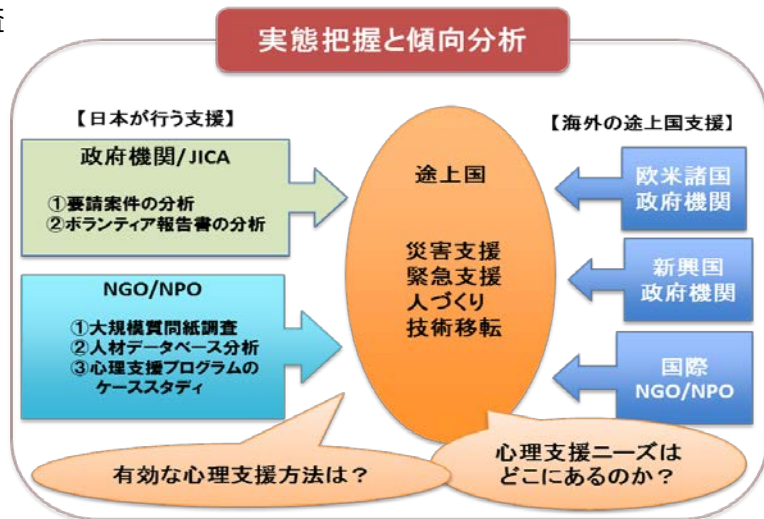 査
実態把握と傾向分析
【日本が行う支援】
政府機関/JICA
①要請案件の分析
②ボランティア報告書の分析
NGO/NPO
①大規模質問紙調査
②人材データベース分析
③心理支援プログラムの
ケーススタディ
途上国
災害支援
緊急支援
人づくり
技術移転
【海外の途上国支援】
欧米諸国
政府機関
新興国
政府機関
国際
NGO/NPO
有効な心理支援方法は？
心理支援ニーズは
どこにあるのか？